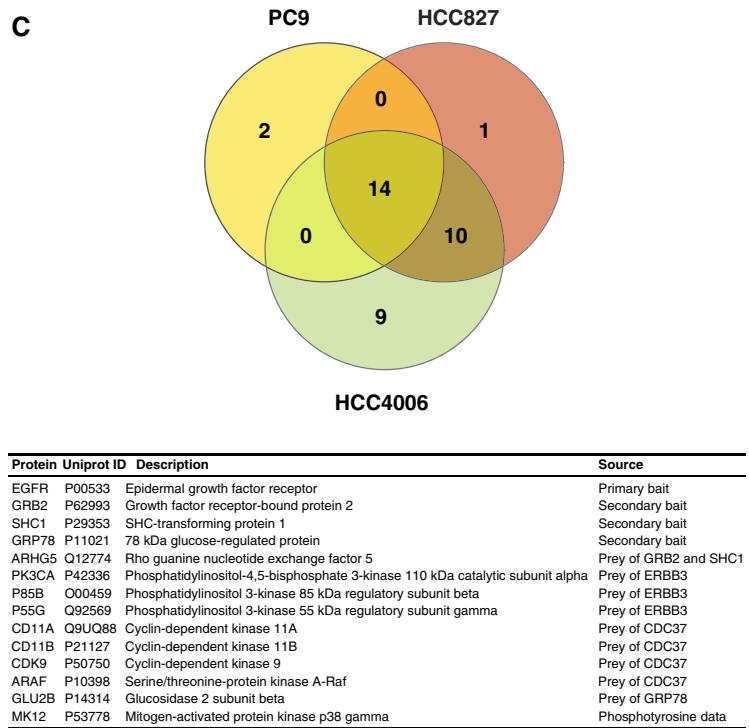 C
PC9 HCC827
0
2 1
14
0 10
9
HCC4006
Protein Uniprot ID Description Source
EGFR P00533 Epidermal growth factor receptor Primary bait
GRB2 P62993 Growth factor receptor-bound protein 2 Secondary bait
SHC1 P29353 SHC-transforming protein 1 Secondary bait
GRP78 P11021 78 kDa glucose-regulated protein Secondary bait
ARHG5 Q12774 Rho guanine nucleotide exchange factor 5 Prey of GRB2 and SHC1
PK3CA P42336 Phosphatidylinositol-4,5-bisphosphate 3-kinase 110 kDa catalytic subunit alpha Prey of ERBB3
P85B O00459 Phosphatidylinositol 3-kinase 85 kDa regulatory subunit beta Prey of ERBB3
P55G Q92569 Phosphatidylinositol 3-kinase 55 kDa regulatory subunit gamma Prey of ERBB3
CD11A Q9UQ88 Cyclin-dependent kinase 11A Prey of CDC37
CD11B P21127 Cyclin-dependent kinase 11B Prey of CDC37
CDK9 P50750 Cyclin-dependent kinase 9 Prey of CDC37
ARAF P10398 Serine/threonine-protein kinase A-Raf Prey of CDC37
GLU2B P14314 Glucosidase 2 subunit beta Prey of GRP78
MK12 P53778 Mitogen-activated protein kinase p38 gamma Phosphotyrosine data